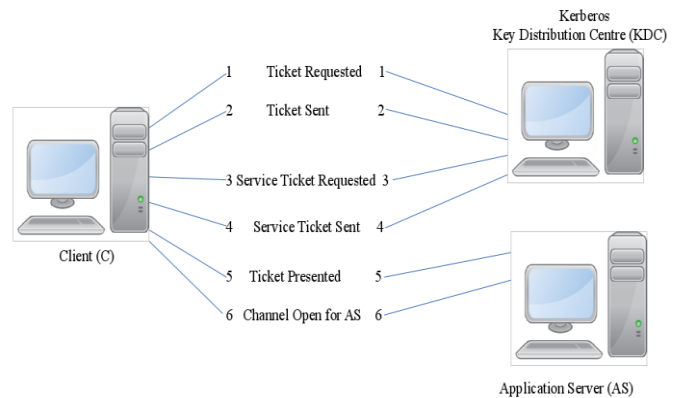 Kerberos
Key Distribution Centre (KDC)
1 Ticket Requested 1
2 Ticket Sent 2
3 Service Ticket Requested 3
4 Service Ticket Sent 4
Client (C)
5 Ticket Presented 5
6 Channel Open for AS 6
Application Server (AS)